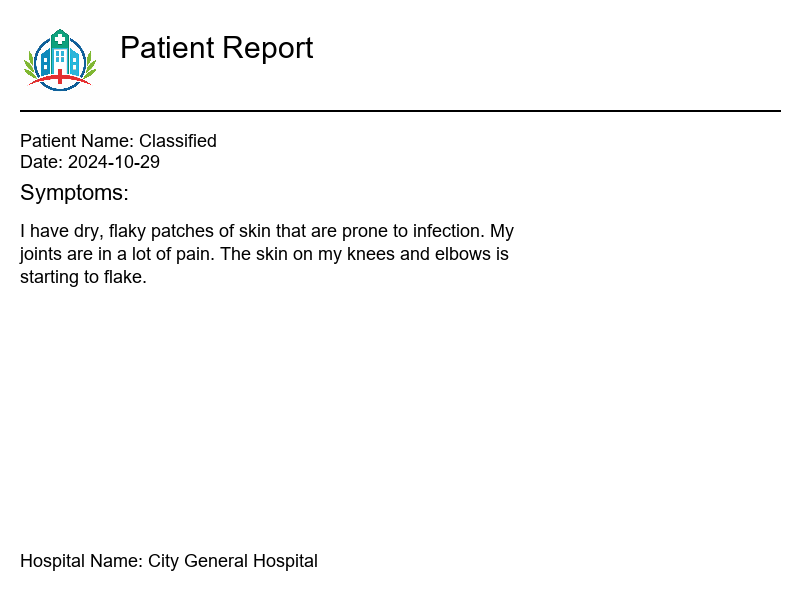 Patient Report
Patient Name: Classified
Date: 2024-10-29
Symptoms:
I have dry, flaky patches of skin that are prone to infection. My
joints are in a lot of pain. The skin on my knees and elbows is
starting to flake.
Hospital Name: City General Hospital